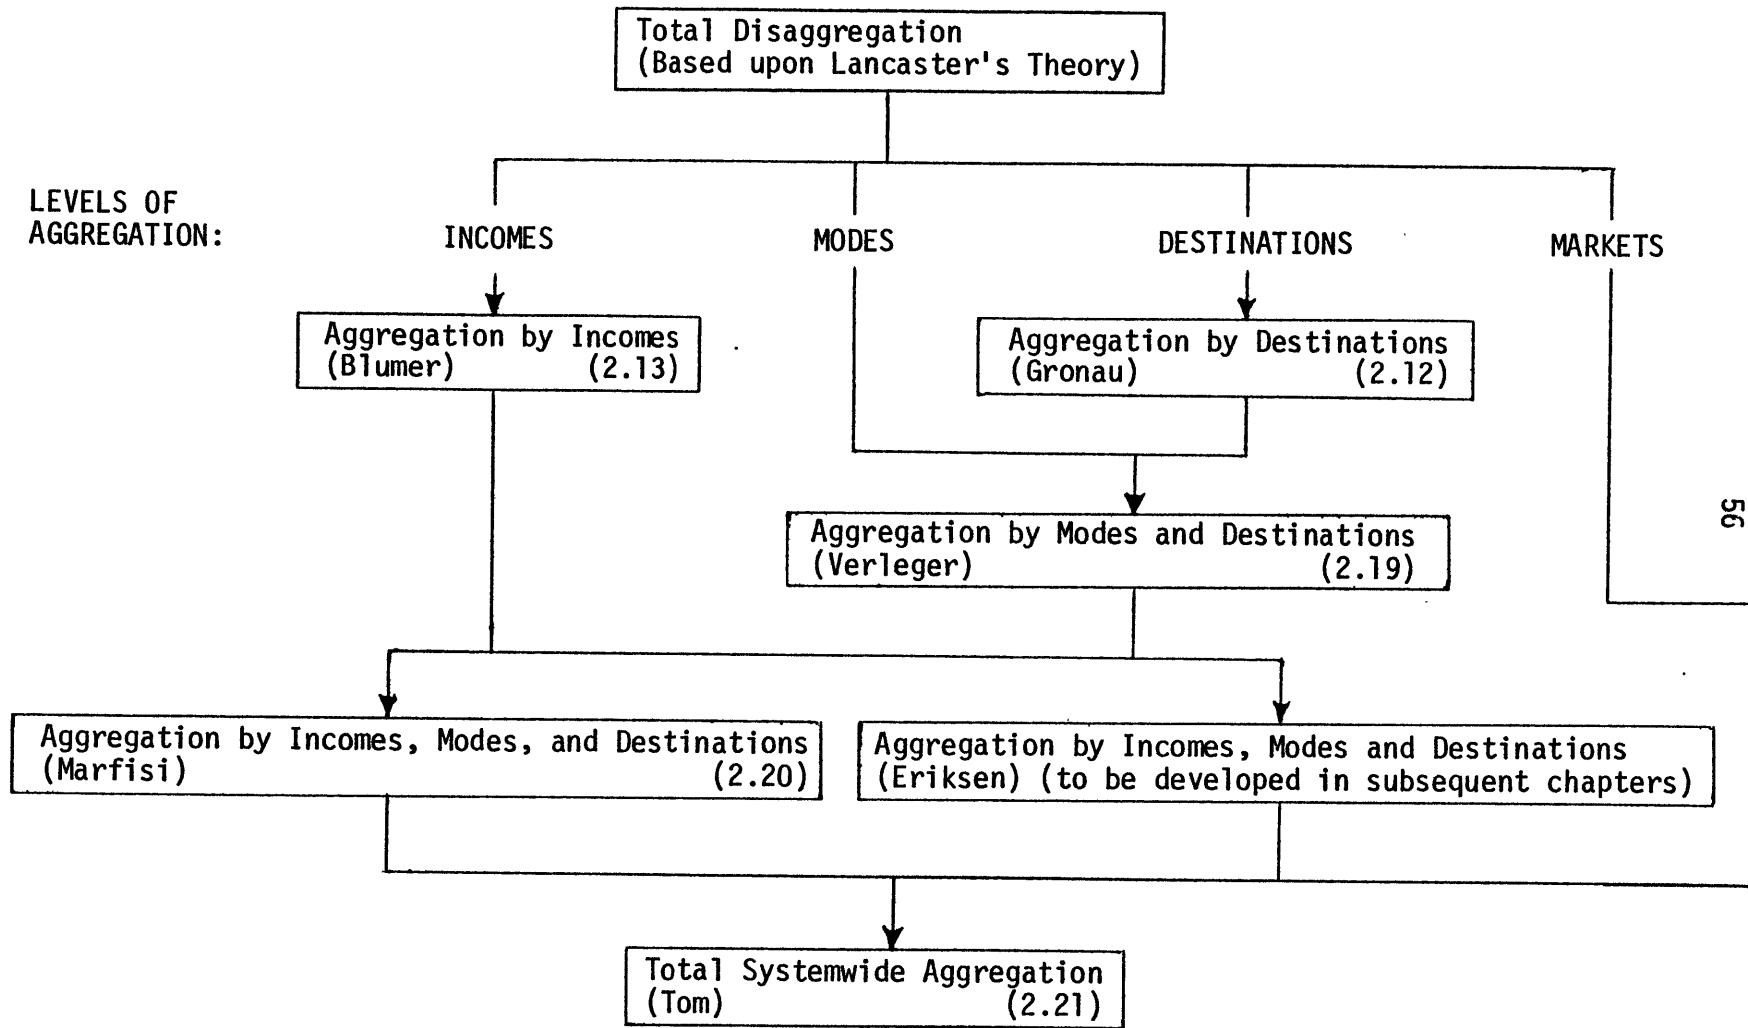 Total Disaggregation
(Based upon Lancaster's Theory)
LEVELS OF
AGGREGATION:
INCOMES
MODES
DESTINATIONS
MARKETS
Aggregation by Incomes
(Blumer) (2.13)
Aggregation by Destinations
(Gronau) (2.12)
Aggregation by Modes and Destinations
(Verleger) (2.19)
56
Aggregation by Incomes, Modes, and Destinations
(Marfisi) (2.20)
Aggregation by Incomes, Modes and Destinations
(Eriksen) (to be developed in subsequent chapters)
Total Systemwide Aggregation
(Tom) (2.21)